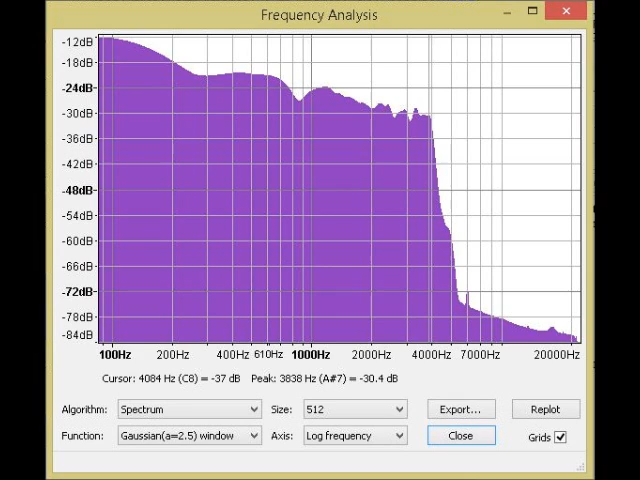 Frequency Analysis
-12dB
-18dB
-24dB
-30dB
-36dB
-42dB
-48dB
-54dB
-60dB
-66dB
-72dB
-78dB
-84dB
100Hz 200Hz 400Hz 610Hz 1000Hz 2000Hz 4000Hz 7000Hz 20000Hz
Cursor: 4084 Hz (C8) = -37 dB Peak: 3838 Hz (A#7) = -30.4 dB
Algorithm: Spectrum Size: 512 Export... Replot
Function: Gaussian(a=2.5) window Axis: Log frequency Close Grids